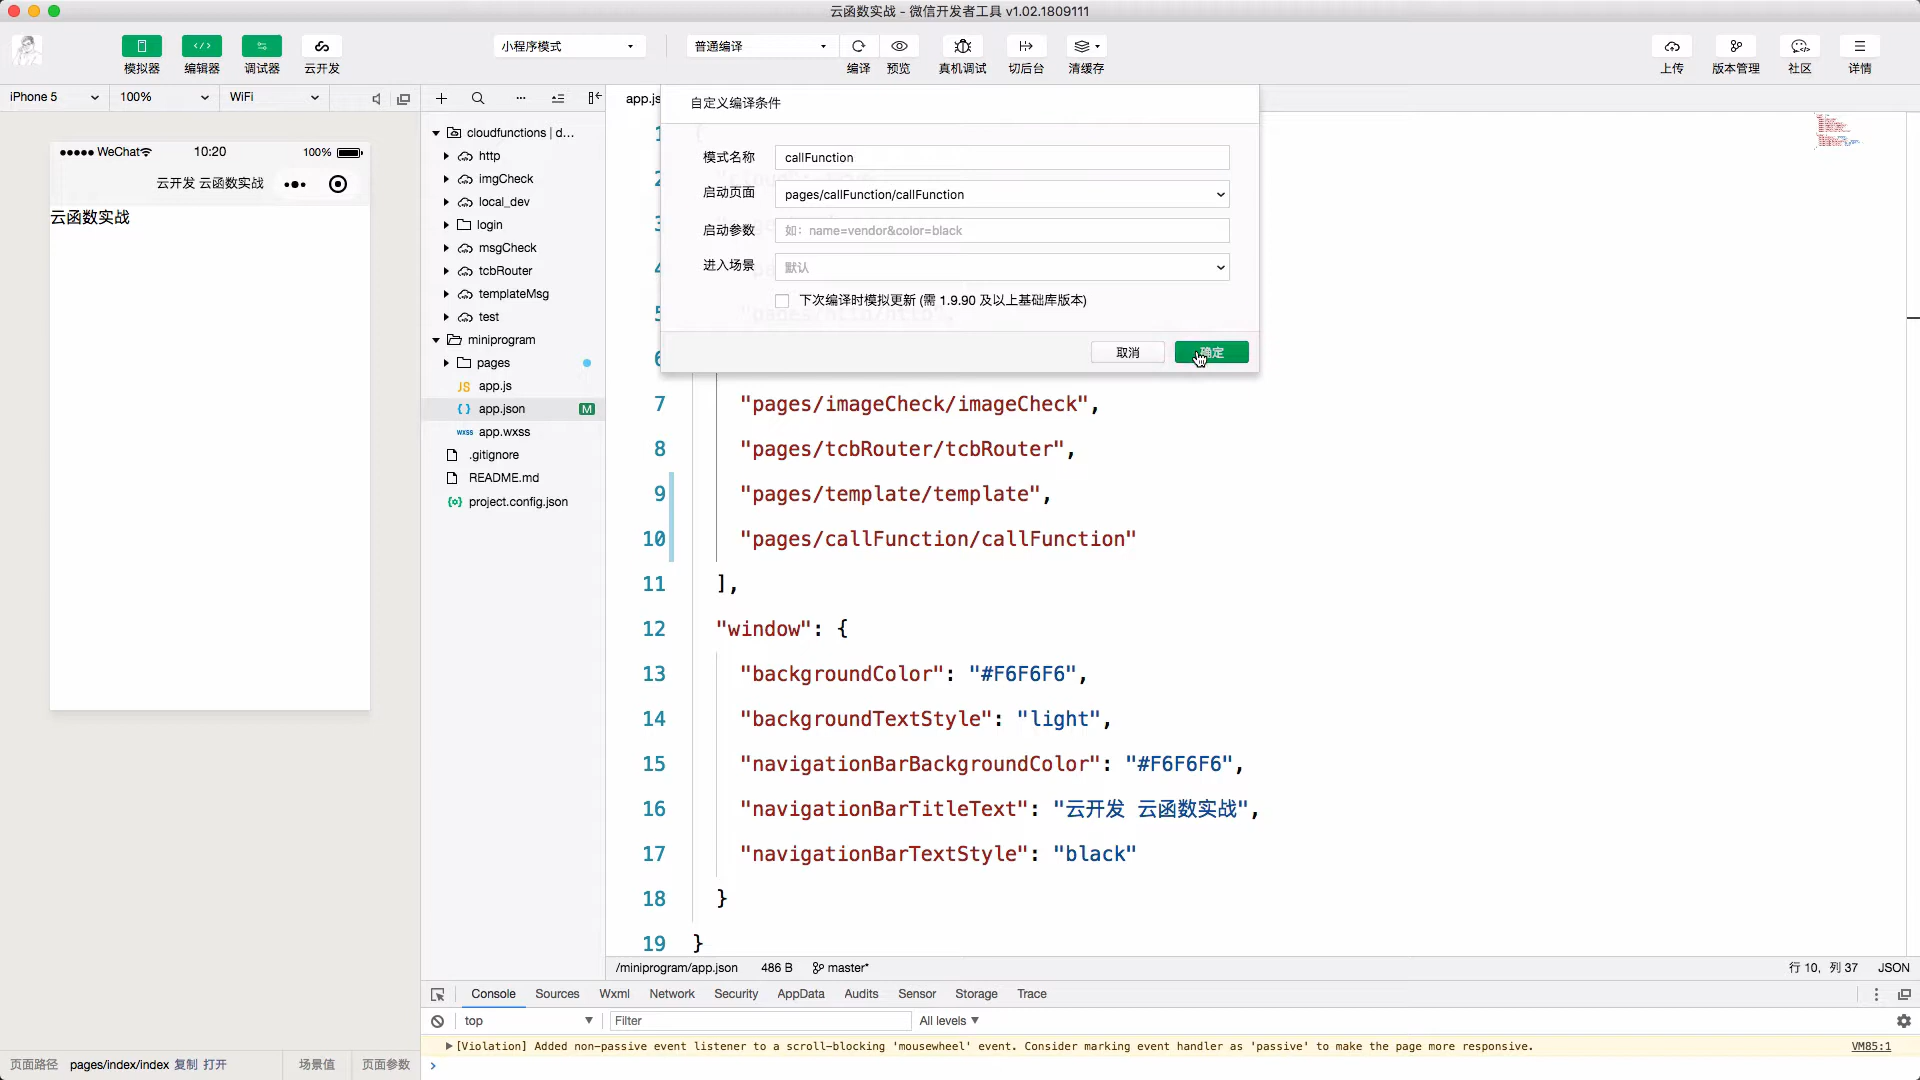 云函数实战 - 微信开发者工具 v1.02.1809111
模拟器 编辑器 调试器 云开发
小程序模式 普通编译
编译 预览 真机调试 切后台 清缓存
上传 版本管理 社区 详情
iPhone 5 100% WiFi
WeChat 10:20 100%
云开发 云函数实战
云函数实战
cloudfunctions | d...
http
imgCheck
local_dev
login
msgCheck
tcbRouter
templateMsg
test
miniprogram
pages
JS app.js
{ } app.json M
wxss app.wxss
.gitignore
README.md
project.config.json
app.js
自定义编译条件
模式名称 callFunction
启动页面 pages/callFunction/callFunction
启动参数 如：name=vendor&color=black
进入场景 默认
下次编译时模拟更新 (需 1.9.90 及以上基础库版本)
取消 确定
1
2
3
4
5
6
7 "pages/imageCheck/imageCheck",
8 "pages/tcbRouter/tcbRouter",
9 "pages/template/template",
10 "pages/callFunction/callFunction"
11 ],
12 "window": {
13 "backgroundColor": "#F6F6F6",
14 "backgroundTextStyle": "light",
15 "navigationBarBackgroundColor": "#F6F6F6",
16 "navigationBarTitleText": "云开发 云函数实战",
17 "navigationBarTextStyle": "black"
18 }
19 }
/miniprogram/app.json 486 B master*
行 10, 列 37 JSON
Console Sources Wxml Network Security AppData Audits Sensor Storage Trace
top Filter All levels
[Violation] Added non-passive event listener to a scroll-blocking 'mousewheel' event. Consider marking event handler as 'passive' to make the page more responsive. VM85:1
页面路径 pages/index/index 复制 打开 场景值 页面参数